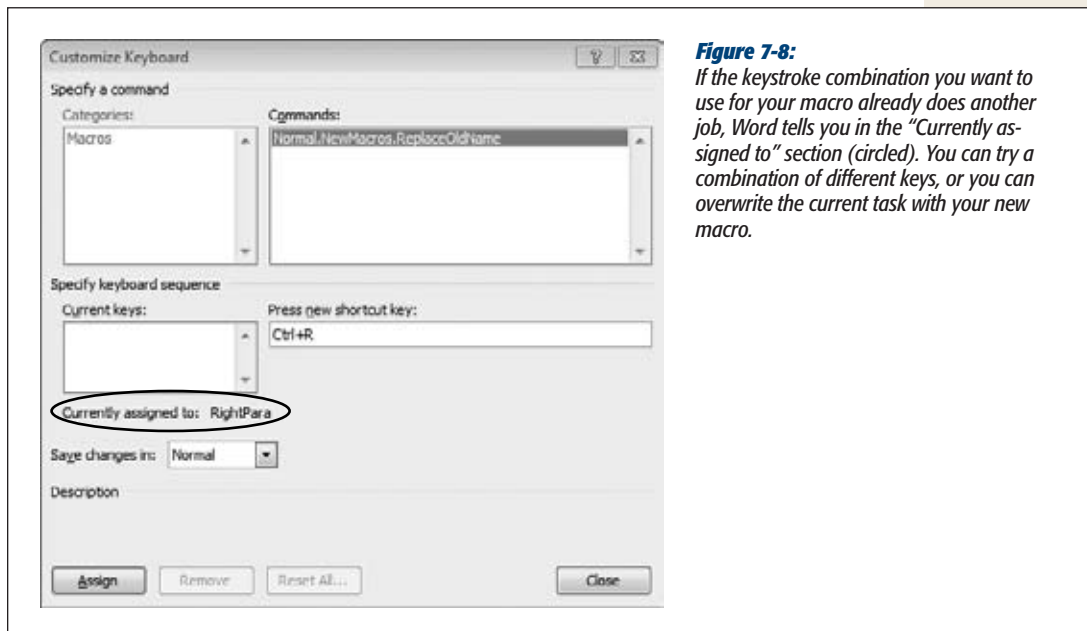 Customize Keyboard
Specify a command
Categories:
Commands:
Macros
Normal.NewMacros.ReplaceOldName
Specify keyboard sequence
Current keys:
Press new shortcut key:
Ctrl+R
Currently assigned to: RightPara
Save changes in: Normal
Description
Assign
Remove
Reset All...
Close
Figure 7-8:
If the keystroke combination you want to
use for your macro already does another
job, Word tells you in the “Currently as-
signed to” section (circled). You can try a
combination of different keys, or you can
overwrite the current task with your new
macro.